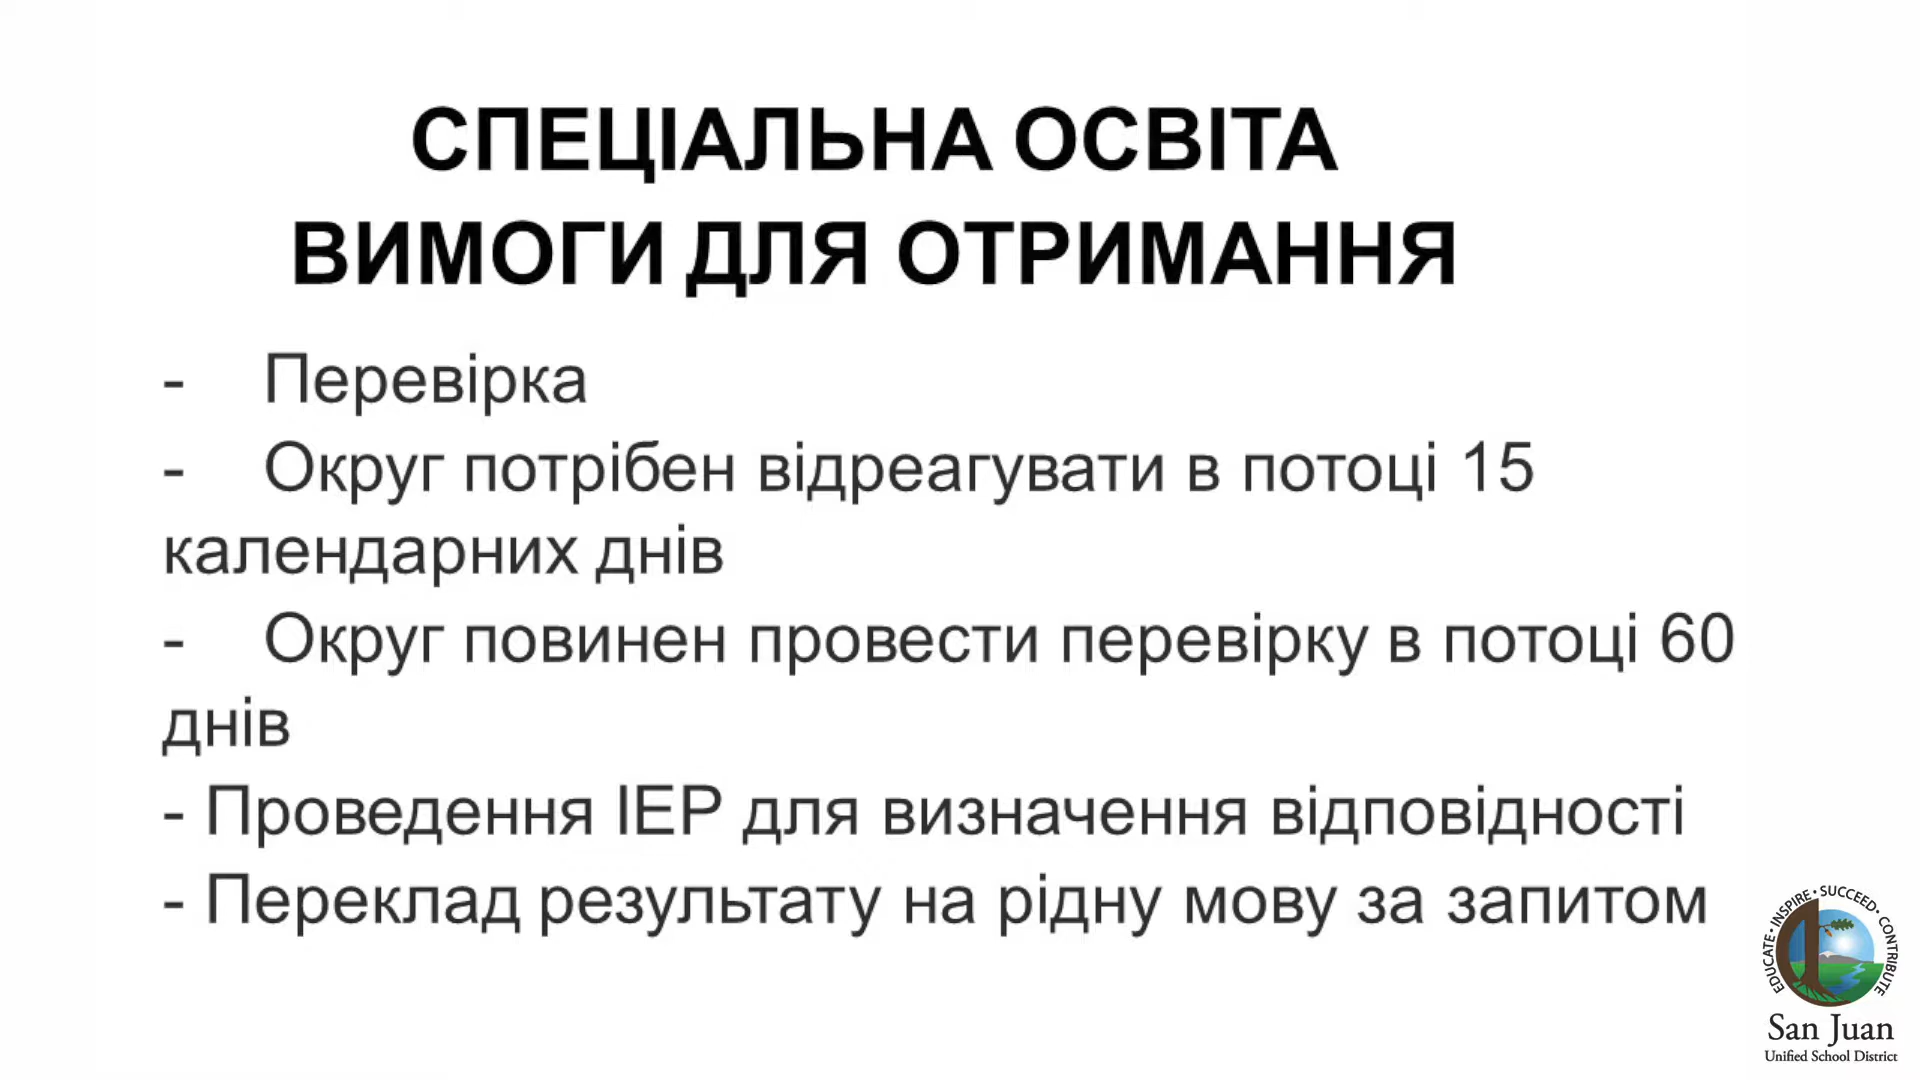 СПЕЦІАЛЬНА ОСВІТА
ВИМОГИ ДЛЯ ОТРИМАННЯ
- Перевірка
- Округ потрібен відреагувати в потоці 15
календарних днів
- Округ повинен провести перевірку в потоці 60
днів
- Проведення IEP для визначення відповідності
- Переклад результату на рідну мову за запитом
EDUCATE • INSPIRE • SUCCEED • CONTRIBUTE
San Juan
Unified School District